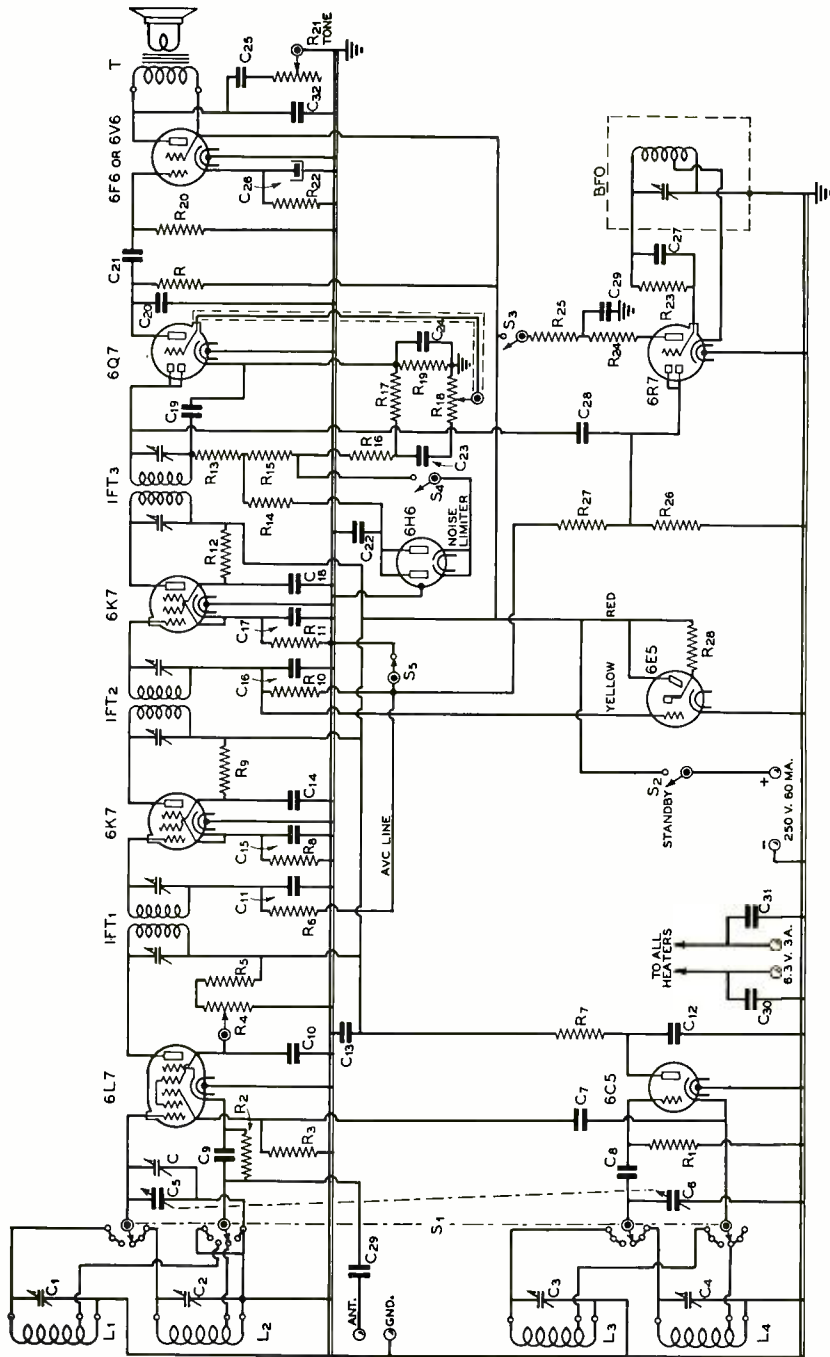 6L7
IFT1
6K7
IFT2
6K7
IFT3
6Q7
6F6 OR 6V6
T
C21
R20
R
C20
C25
R21
TONE
C32
C26
R22
C1
L1
C2
L2
C5
C
C9
R2
R3
R4
R5
C10
C11
R6
C15
R8
C14
R9
C16
R10
C17
R11
C18
R12
C19
R13
R14
R15
R16
R17
R18
R19
C24
C23
C22
6H6
NOISE
LIMITER
S4
S5
AVC LINE
C13
ANT.
GND.
C29
S1
S3
R25
C29
R24
6R7
R23
C27
BFO
C28
R27
R26
RED
YELLOW
6E5
R28
S2
STANDBY
+
-
250 V. 60 MA.
TO ALL
HEATERS
C30
C31
6.3 V. 3A.
R7
C12
C7
6C5
C8
R1
C6
C3
L3
C4
L4